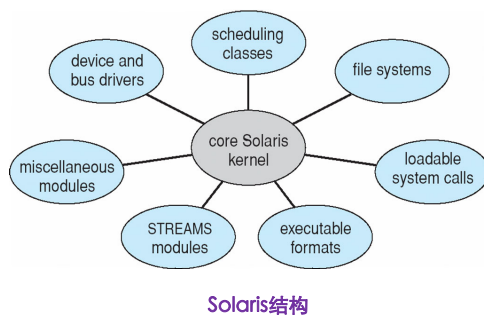 scheduling
classes
device and
bus drivers
file systems
core Solaris
kernel
miscellaneous
modules
loadable
system calls
STREAMS
modules
executable
formats
Solaris结构